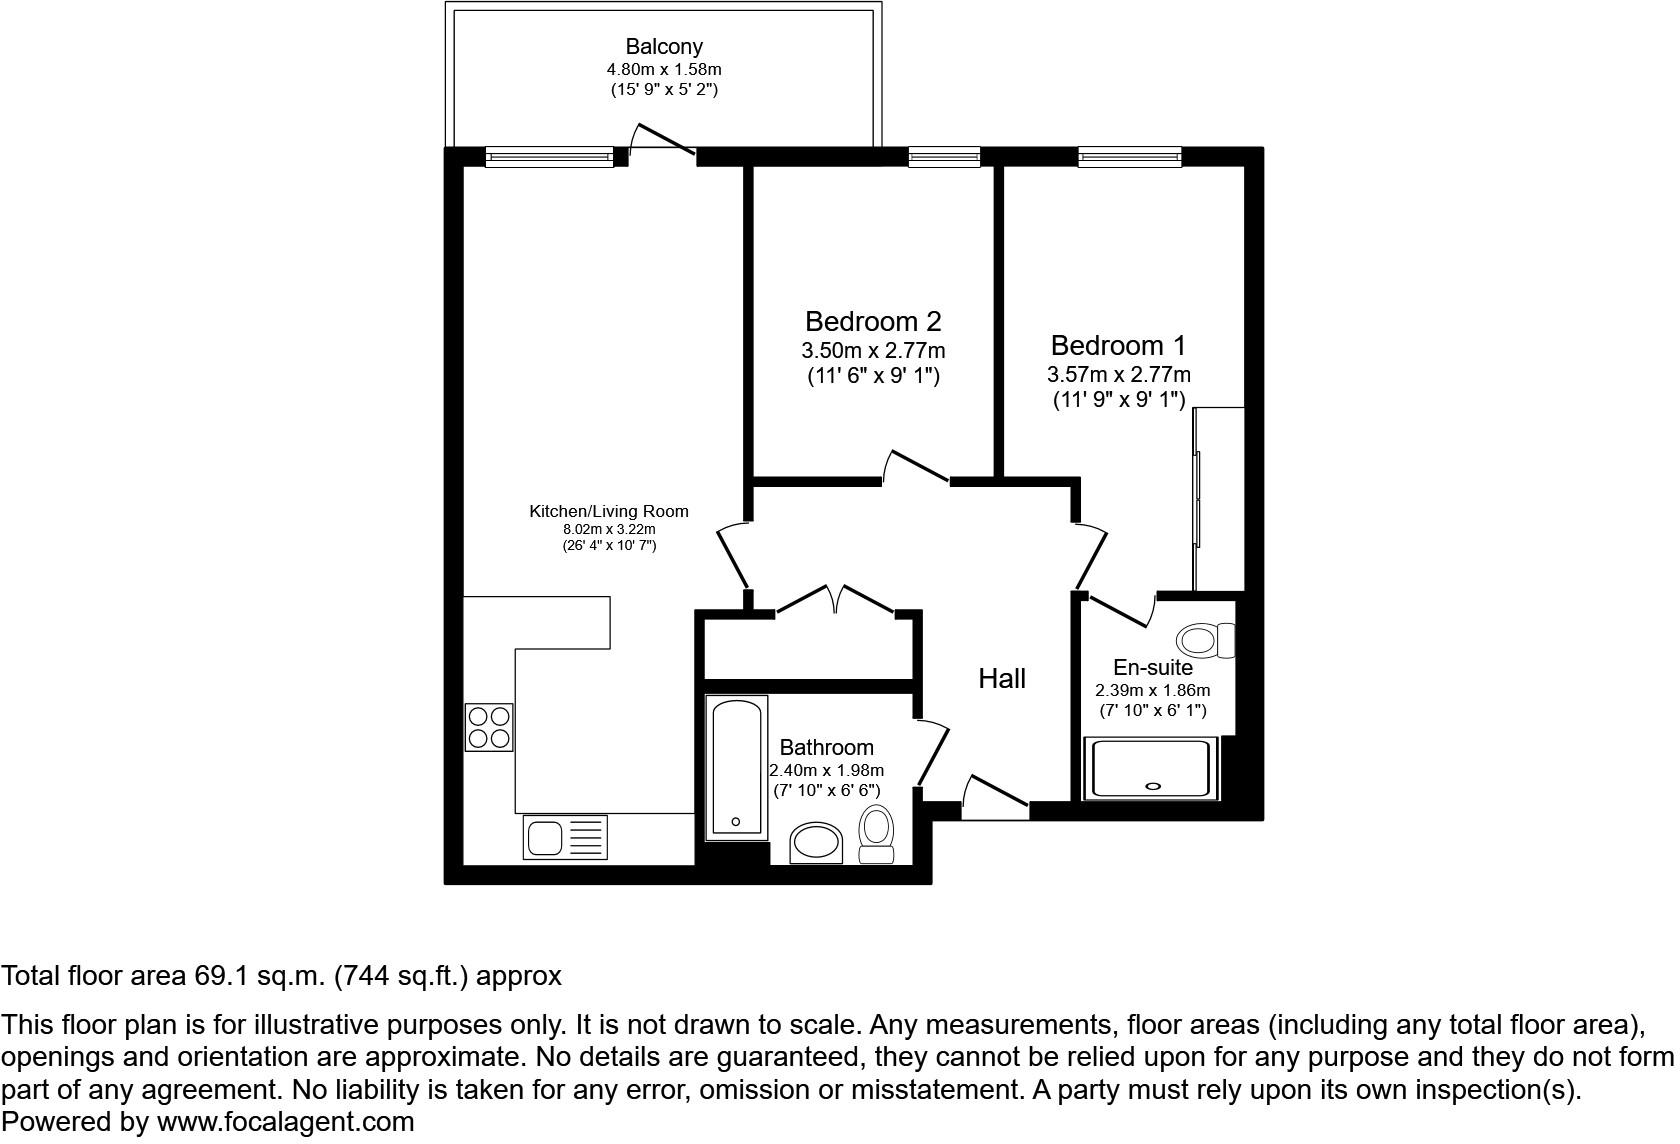 Balcony
4.80m x 1.58m
(15' 9" x 5' 2")
Bedroom 2
3.50m x 2.77m
(11' 6" x 9' 1")
Bedroom 1
3.57m x 2.77m
(11' 9" x 9' 1")
Kitchen/Living Room
8.02m x 3.22m
(26' 4" x 10' 7")
Hall
En-suite
2.39m x 1.86m
(7' 10" x 6' 1")
Bathroom
2.40m x 1.98m
(7' 10" x 6' 6")
Total floor area 69.1 sq.m. (744 sq.ft.) approx
This floor plan is for illustrative purposes only. It is not drawn to scale. Any measurements, floor areas (including any total floor area),
openings and orientation are approximate. No details are guaranteed, they cannot be relied upon for any purpose and they do not form
part of any agreement. No liability is taken for any error, omission or misstatement. A party must rely upon its own inspection(s).
Powered by www.focalagent.com